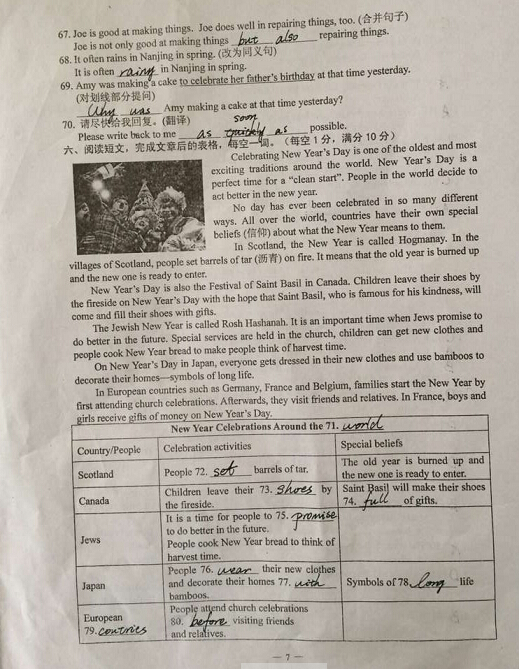 67. Joe is good at making things. Joe does well in repairing things, too. (合并句子)
Joe is not only good at making things but also repairing things.
68. It often rains in Nanjing in spring. (改为同义句)
It is often rainy in Nanjing in spring.
69. Amy was making a cake to celebrate her father's birthday at that time yesterday.
(对划线部分提问)
Why was Amy making a cake at that time yesterday?
70. 请尽快给我回复。(翻译)
soon
Please write back to me as quickly as possible.
六、阅读短文，完成文章后的表格，每空一词。（每空1分，满分10分）
Celebrating New Year's Day is one of the oldest and most
exciting traditions around the world. New Year's Day is a
perfect time for a "clean start". People in the world decide to
act better in the new year.
No day has ever been celebrated in so many different
ways. All over the world, countries have their own special
beliefs (信仰) about what the New Year means to them.
In Scotland, the New Year is called Hogmanay. In the
villages of Scotland, people set barrels of tar (沥青) on fire. It means that the old year is burned up
and the new one is ready to enter.
New Year's Day is also the Festival of Saint Basil in Canada. Children leave their shoes by
the fireside on New Year's Day with the hope that Saint Basil, who is famous for his kindness, will
come and fill their shoes with gifts.
The Jewish New Year is called Rosh Hashanah. It is an important time when Jews promise to
do better in the future. Special services are held in the church, children can get new clothes and
people cook New Year bread to make people think of harvest time.
On New Year's Day in Japan, everyone gets dressed in their new clothes and use bamboos to
decorate their homes—symbols of long life.
In European countries such as Germany, France and Belgium, families start the New Year by
first attending church celebrations. Afterwards, they visit friends and relatives. In France, boys and
girls receive gifts of money on New Year's Day.
New Year Celebrations Around the 71. world
Country/People Celebration activities Special beliefs
Scotland People 72. set barrels of tar. The old year is burned up and
the new one is ready to enter.
Canada Children leave their 73. shoes by
the fireside. Saint Basil will make their shoes
74. full of gifts.
Jews It is a time for people to 75. promise
to do better in the future.
People cook New Year bread to think of
harvest time.
Japan People 76. wear their new clothes
and decorate their homes 77. with
bamboos. Symbols of 78. long life
European
79. contries People attend church celebrations
80. before visiting friends
and relatives.
— 7 —